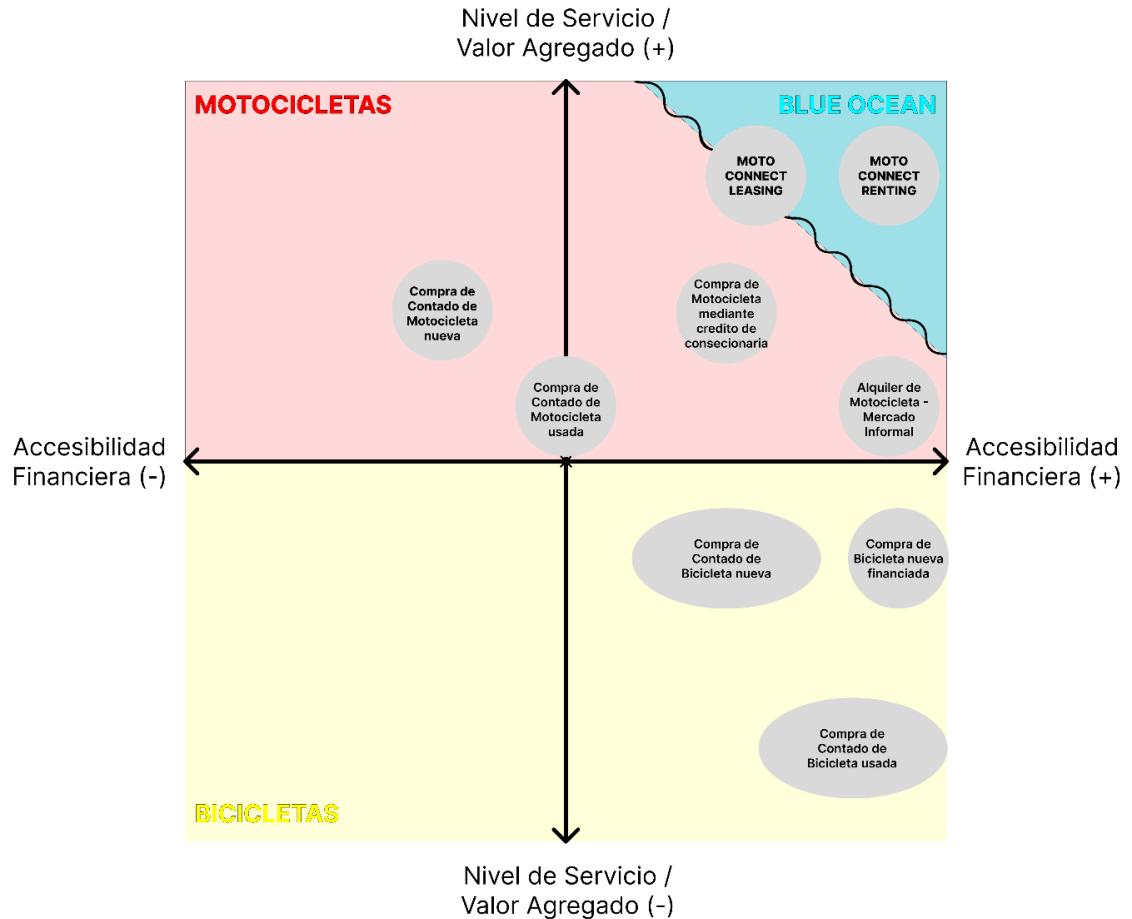 Nivel de Servicio /
Valor Agregado (+)
MOTOCICLETAS
BLUE OCEAN
MOTO
CONNECT
LEASING
MOTO
CONNECT
RENTING
Compra de
Contado de
Motocicleta
nueva
Compra de
Motocicleta
mediante
credito de
consecionaria
Compra de
Contado de
Motocicleta
usada
Alquiler de
Motocicleta -
Mercado
Informal
Accesibilidad
Financiera (-)
Accesibilidad
Financiera (+)
Compra de
Contado de
Bicicleta nueva
Compra de
Bicicleta nueva
financiada
Compra de
Contado de
Bicicleta usada
BICICLETAS
Nivel de Servicio /
Valor Agregado (-)